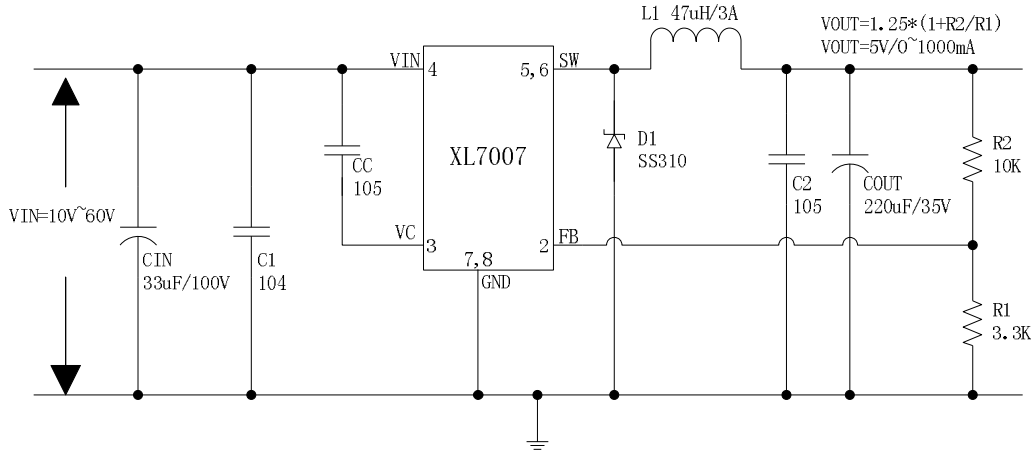 L1 47uH/3A
VOUT=1.25*(1+R2/R1)
VOUT=5V/0~1000mA
VIN
4
5,6
SW
XL7007
D1
SS310
CC
105
R2
10K
C2
105
COUT
220uF/35V
VIN=10V~60V
VC
3
2
FB
7,8
GND
CIN
33uF/100V
C1
104
R1
3.3K